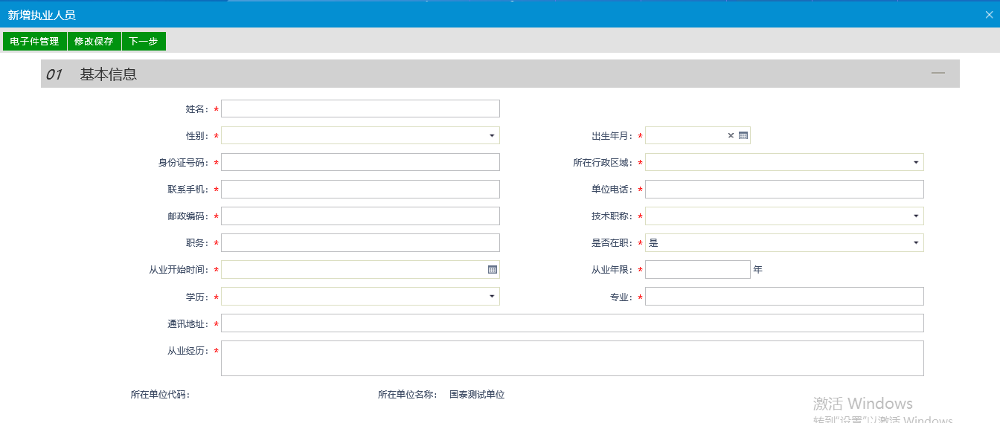 新增执业人员
电子件管理 修改保存 下一步
01 基本信息
姓名: *
性别: * 出生年月: *
身份证号码: * 所在行政区域: *
联系手机: * 单位电话: *
邮政编码: * 技术职称: *
职务: * 是否在职: * 是
从业开始时间: * 从业年限: * 年
学历: * 专业: *
通讯地址: *
从业经历: *
所在单位代码: 所在单位名称: 国泰测试单位
激活 Windows
转到"设置"以激活 Windows